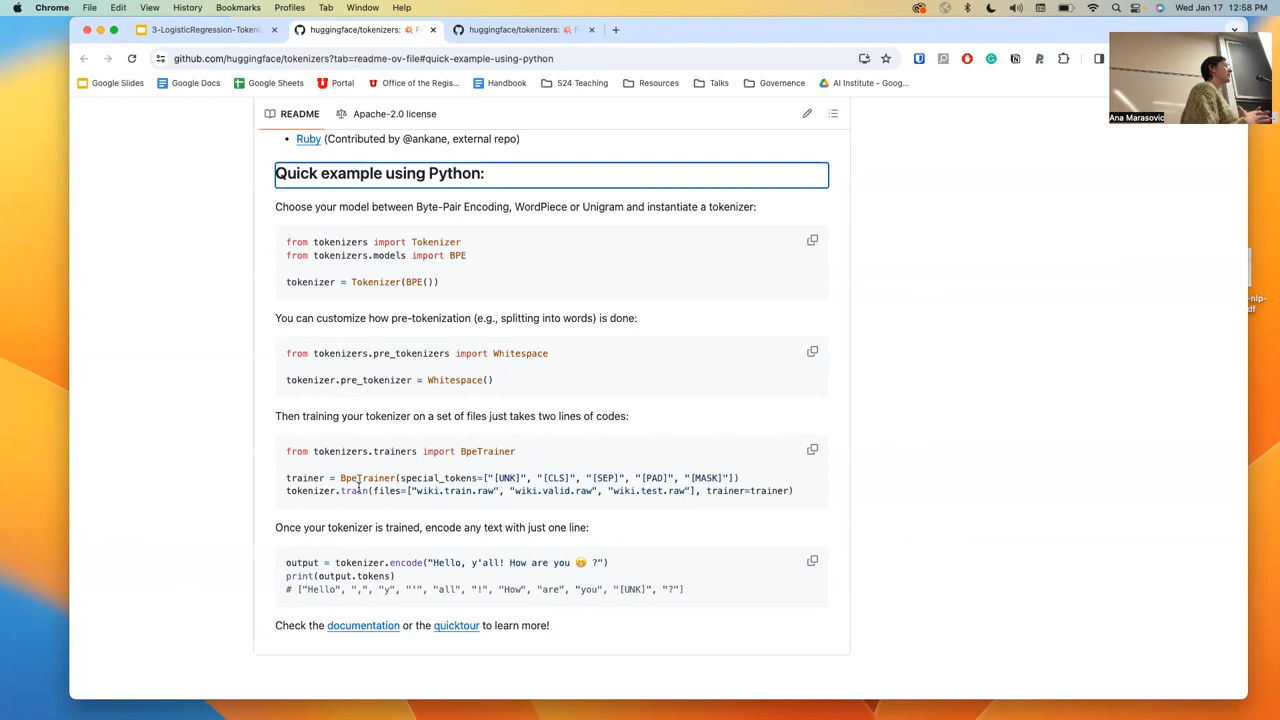 Chrome File Edit View History Bookmarks Profiles Tab Window Help Wed Jan 17 12:58 PM
3-LogisticRegression-Tokeni huggingface/tokenizers: 💥 F huggingface/tokenizers: 💥 F
github.com/huggingface/tokenizers?tab=readme-ov-file#quick-example-using-python
Google Slides Google Docs Google Sheets Portal Office of the Regis... Handbook S24 Teaching Resources Talks Governence AI Institute - Goog...
README Apache-2.0 license
Ana Marasovic
• Ruby (Contributed by @ankane, external repo)
Quick example using Python:
Choose your model between Byte-Pair Encoding, WordPiece or Unigram and instantiate a tokenizer:
from tokenizers import Tokenizer
from tokenizers.models import BPE
tokenizer = Tokenizer(BPE())
-nlp-
df
You can customize how pre-tokenization (e.g., splitting into words) is done:
from tokenizers.pre_tokenizers import Whitespace
tokenizer.pre_tokenizer = Whitespace()
Then training your tokenizer on a set of files just takes two lines of codes:
from tokenizers.trainers import BpeTrainer
trainer = BpeTrainer(special_tokens=["[UNK]", "[CLS]", "[SEP]", "[PAD]", "[MASK]"])
tokenizer.train(files=["wiki.train.raw", "wiki.valid.raw", "wiki.test.raw"], trainer=trainer)
Once your tokenizer is trained, encode any text with just one line:
output = tokenizer.encode("Hello, y'all! How are you 😁 ?")
print(output.tokens)
# ["Hello", ",", "y", "'", "all", "!", "How", "are", "you", "[UNK]", "?"]
Check the documentation or the quicktour to learn more!